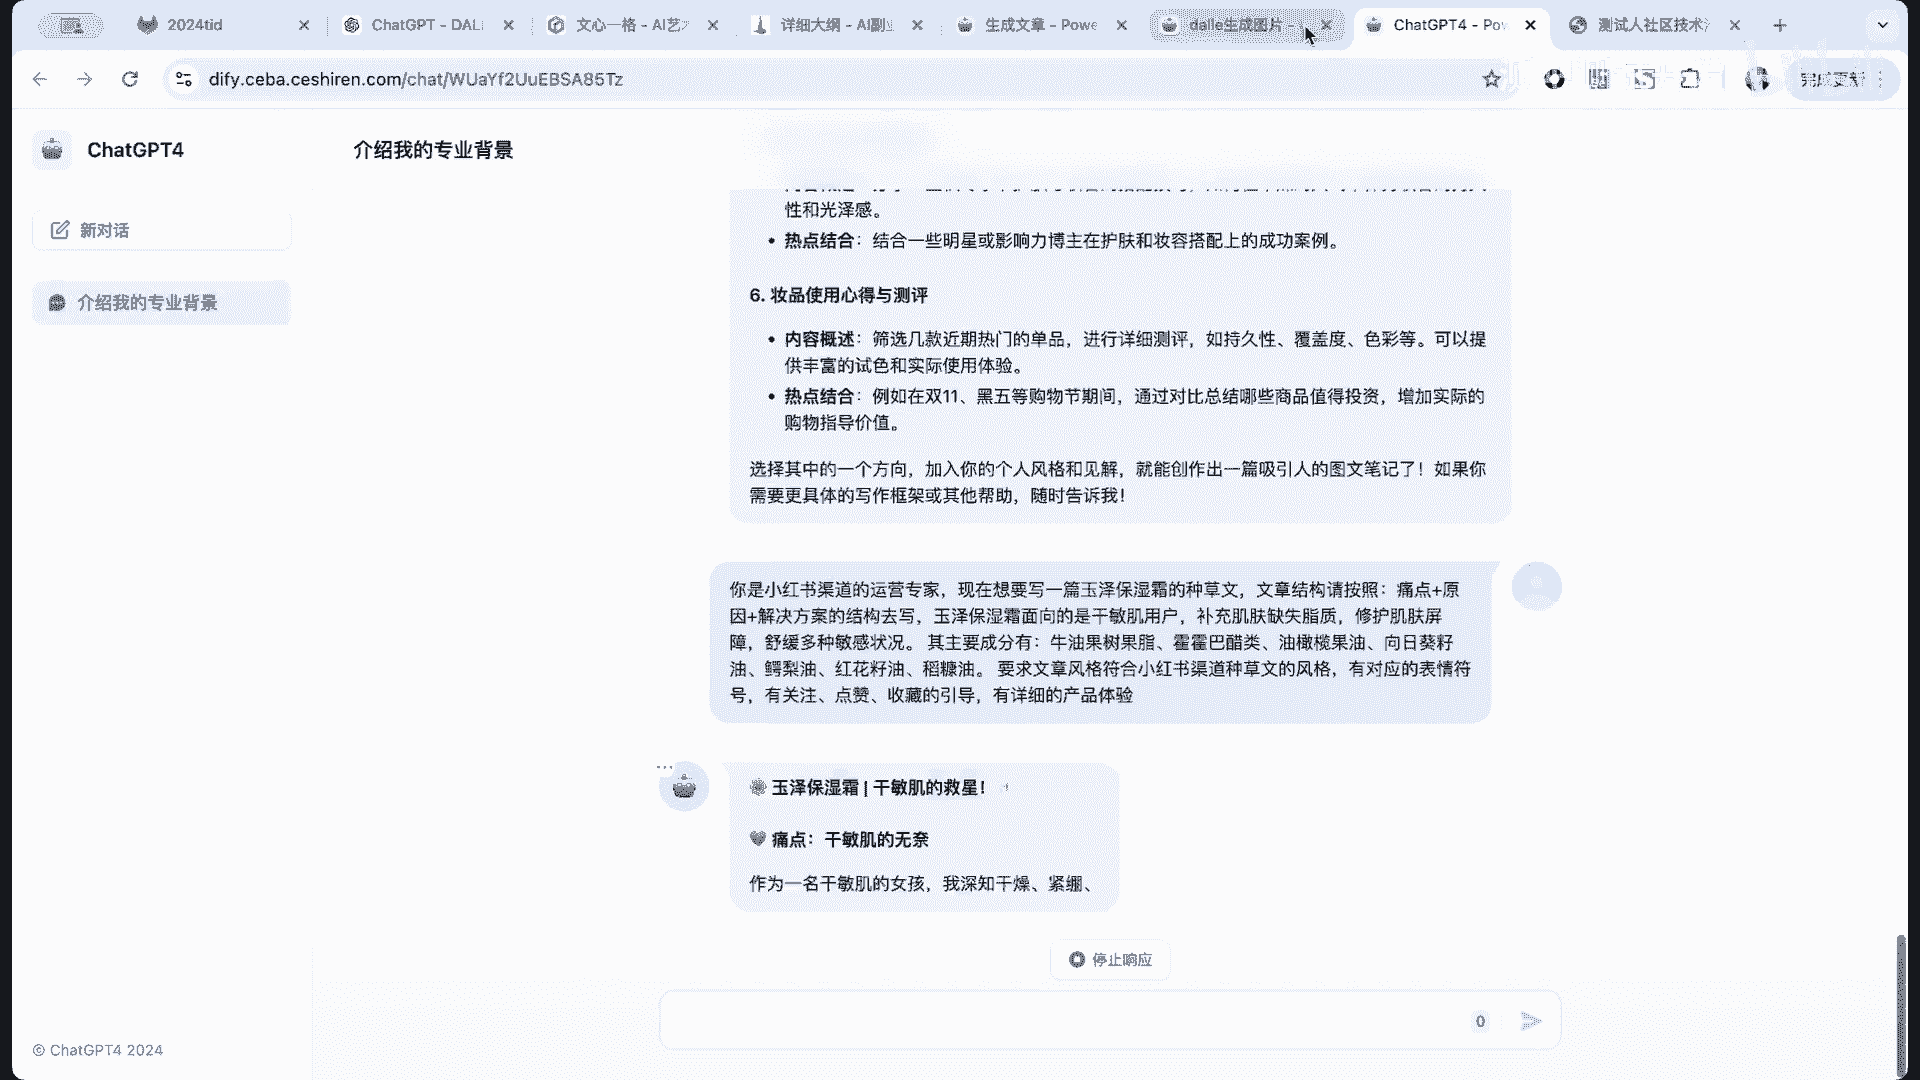 2024tid
ChatGPT - DAL
文心一格 - AI艺
详细大纲 - AI副
生成文章 - Powe
dalle生成图片 -
ChatGPT4 - Po
测试人社区技术
dify.ceba.ceshiren.com/chat/WUaYf2UuEBSA85Tz
完成更新
ChatGPT4
介绍我的专业背景
新对话
介绍我的专业背景
性和光泽感。
• 热点结合：结合一些明星或影响力博主在护肤和妆容搭配上的成功案例。
6. 妆品使用心得与测评
• 内容概述：筛选几款近期热门的单品，进行详细测评，如持久性、覆盖度、色彩等。可以提
供丰富的试色和实际使用体验。
• 热点结合：例如在双11、黑五等购物节期间，通过对比总结哪些商品值得投资，增加实际的
购物指导价值。
选择其中的一个方向，加入你的个人风格和见解，就能创作出一篇吸引人的图文笔记了！如果你
需要更具体的写作框架或其他帮助，随时告诉我！
你是小红书渠道的运营专家，现在想要写一篇玉泽保湿霜的种草文，文章结构请按照：痛点+原
因+解决方案的结构去写，玉泽保湿霜面向的是干敏肌用户，补充肌肤缺失脂质，修护肌肤屏
障，舒缓多种敏感状况。 其主要成分有：牛油果树果脂、霍霍巴醋类、油橄榄果油、向日葵籽
油、鳄梨油、红花籽油、稻糠油。 要求文章风格符合小红书渠道种草文的风格，有对应的表情符
号，有关注、点赞、收藏的引导，有详细的产品体验
玉泽保湿霜 | 干敏肌的救星！
痛点：干敏肌的无奈
作为一名干敏肌的女孩，我深知干燥、紧绷、
停止响应
0
© ChatGPT4 2024